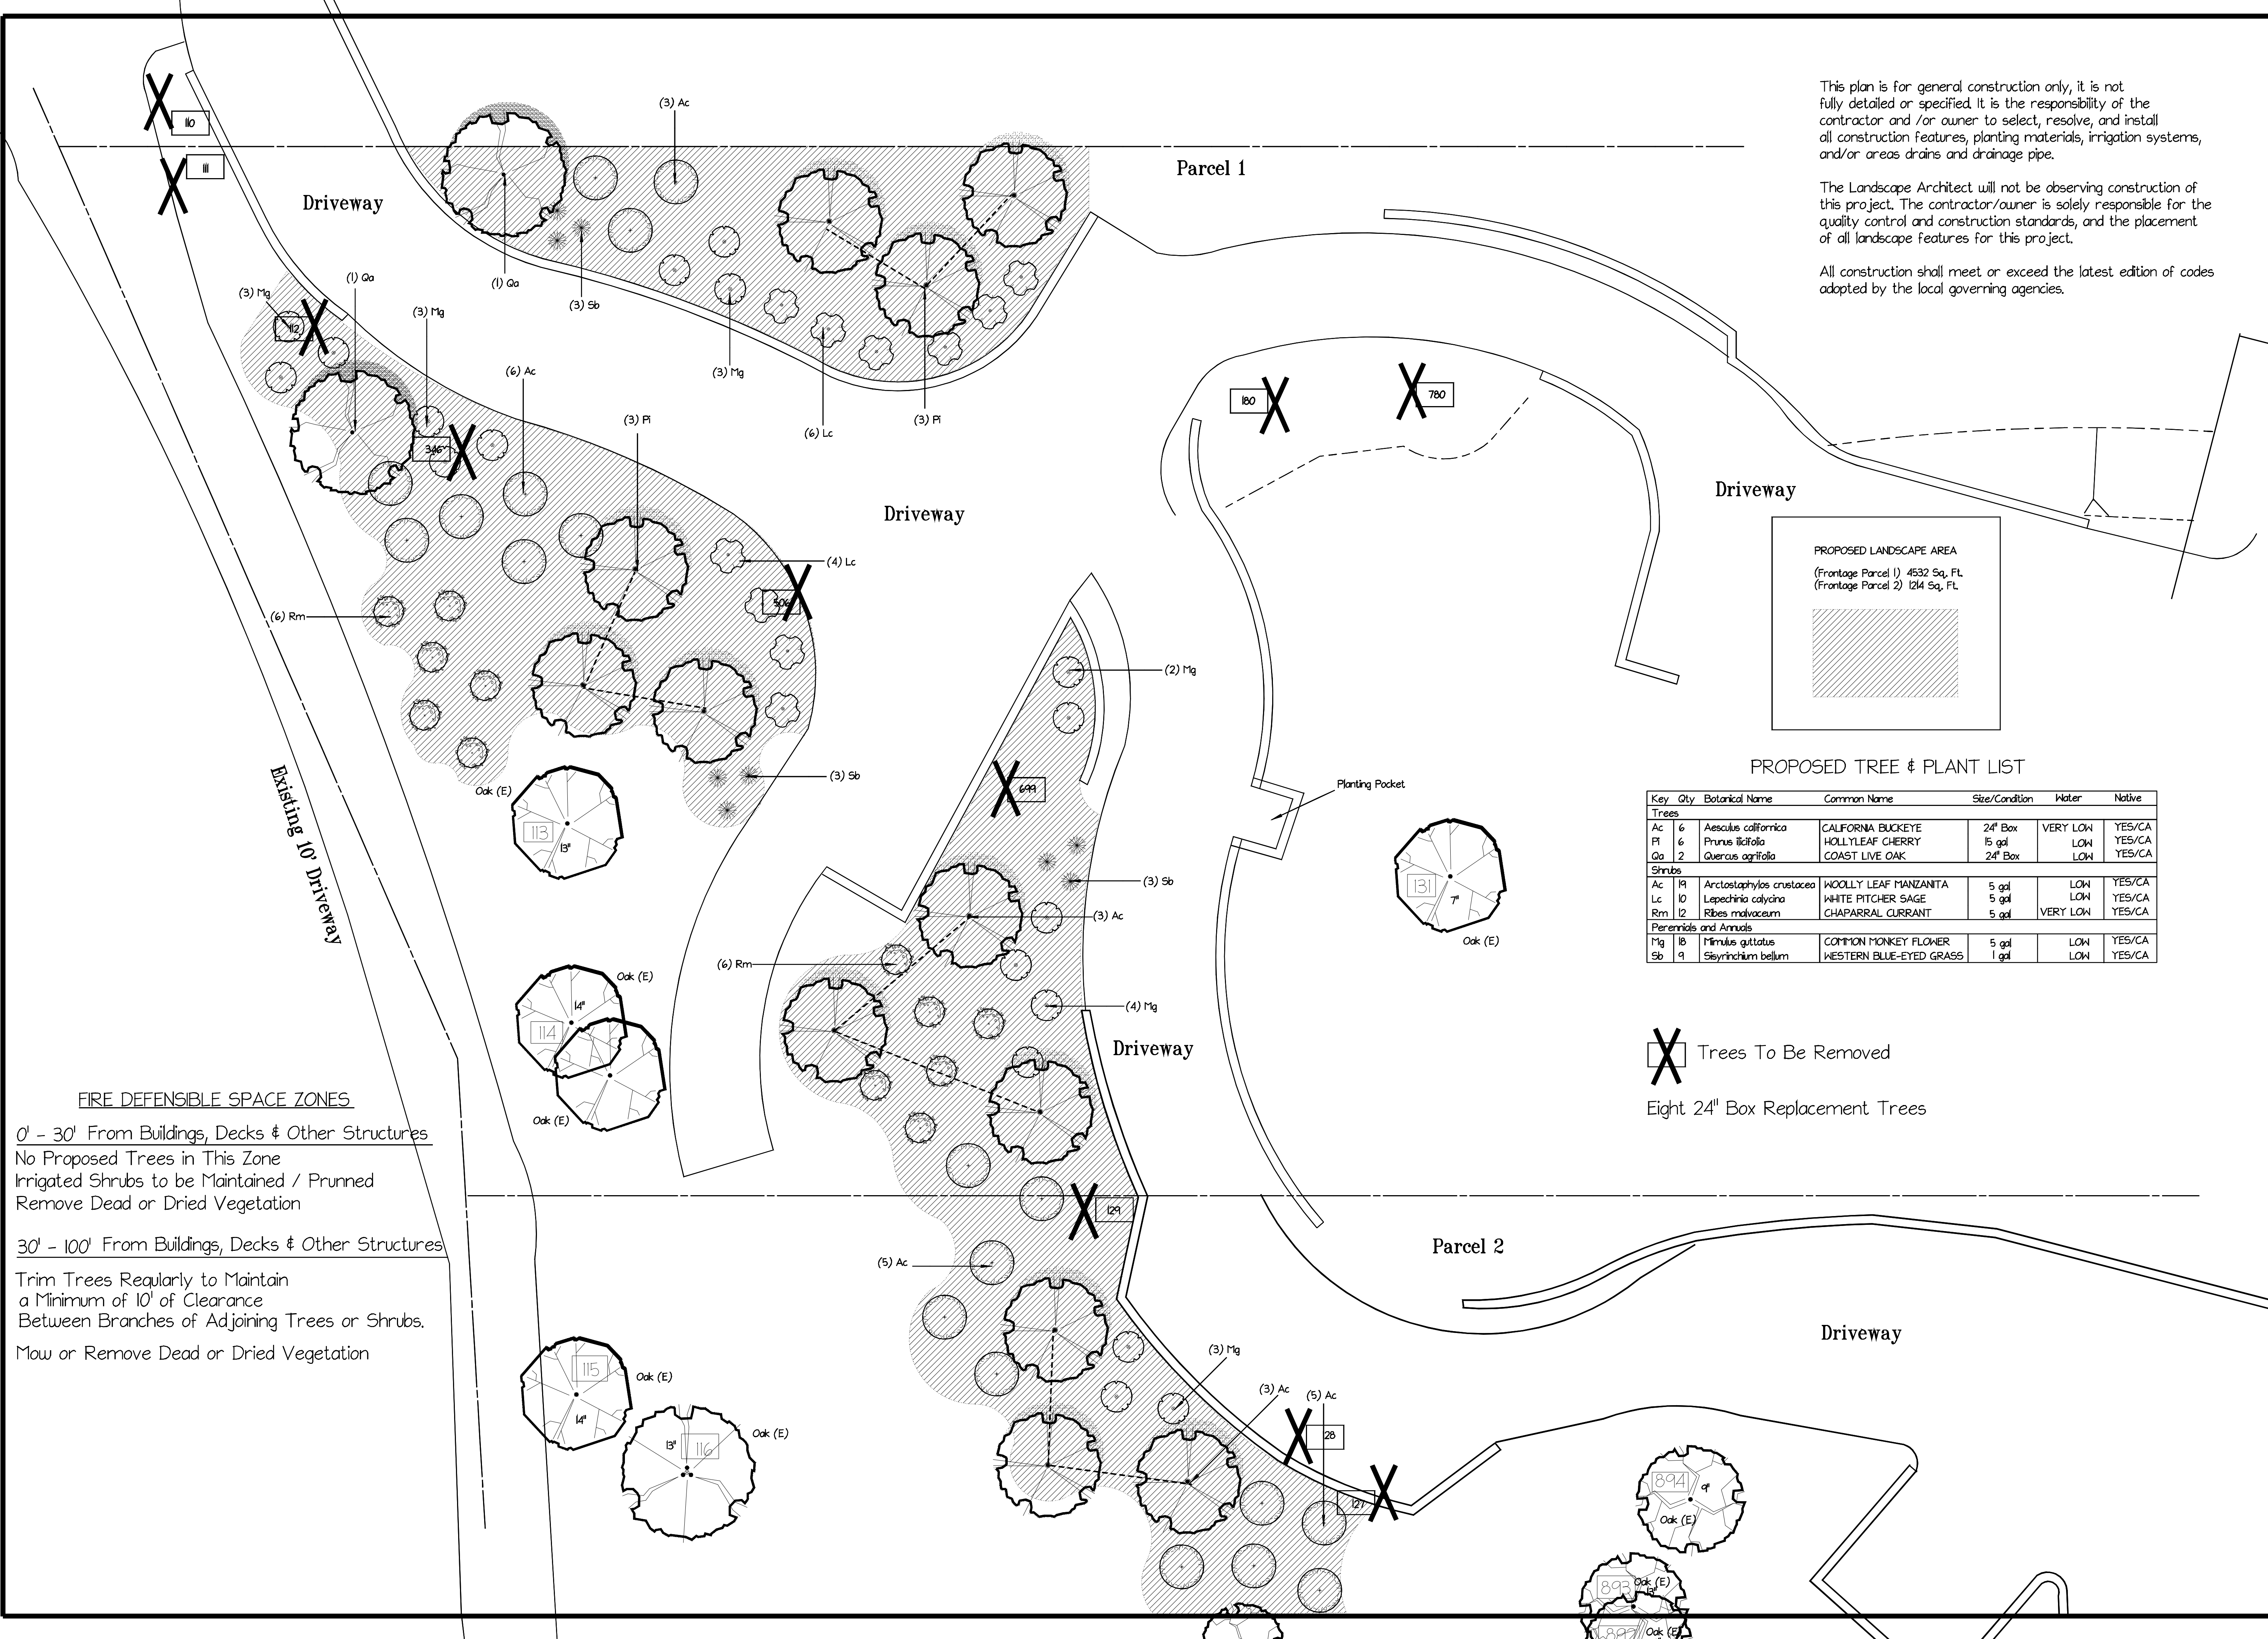 This plan is for general construction only, it is not
fully detailed or specified. It is the responsibility of the
contractor and /or owner to select, resolve, and install
all construction features, planting materials, irrigation systems,
and/or areas drains and drainage pipe.
The Landscape Architect will not be observing construction of
this project. The contractor/owner is solely responsible for the
quality control and construction standards, and the placement
of all landscape features for this project.
All construction shall meet or exceed the latest edition of codes
adopted by the local governing agencies.
110
111
Driveway
(3) Ac
Parcel 1
(1) Qa
(3) Sb
(3) Mg
(1) Qa
(3) Mg
112
(6) Ac
(3) Mg
(6) Lc
(3) Pi
(3) Pi
346
180
780
Driveway
Driveway
(4) Lc
506
(6) Rm
(3) Sb
PROPOSED LANDSCAPE AREA
(Frontage Parcel 1) 4532 Sq. Ft.
(Frontage Parcel 2) 1214 Sq. Ft.
(2) Mg
699
Planting Pocket
Existing 10' Driveway
Oak (E)
113
13"
(3) Sb
(3) Ac
(6) Rm
(4) Mg
131
7"
Oak (E)
PROPOSED TREE & PLANT LIST
Key Qty Botanical Name Common Name Size/Condition Water Native
Trees
Ac 6 Aesculus californica CALIFORNIA BUCKEYE 24" Box VERY LOW YES/CA
Pi 6 Prunus ilicifolia HOLLYLEAF CHERRY 15 gal LOW YES/CA
Qa 2 Quercus agrifolia COAST LIVE OAK 24" Box LOW YES/CA
Shrubs
Ac 19 Arctostaphylos crustacea WOOLLY LEAF MANZANITA 5 gal LOW YES/CA
Lc 10 Lepechinia calycina WHITE PITCHER SAGE 5 gal LOW YES/CA
Rm 12 Ribes malvaceum CHAPARRAL CURRANT 5 gal VERY LOW YES/CA
Perennials and Annuals
Mg 18 Mimulus guttatus COMMON MONKEY FLOWER 5 gal LOW YES/CA
Sb 9 Sisyrinchium bellum WESTERN BLUE-EYED GRASS 1 gal LOW YES/CA
Trees To Be Removed
Eight 24" Box Replacement Trees
Oak (E)
14"
114
Oak (E)
Driveway
FIRE DEFENSIBLE SPACE ZONES
0' - 30' From Buildings, Decks & Other Structures
No Proposed Trees in This Zone
Irrigated Shrubs to be Maintained / Prunned
Remove Dead or Dried Vegetation
30' - 100' From Buildings, Decks & Other Structures
Trim Trees Regularly to Maintain
a Minimum of 10' of Clearance
Between Branches of Adjoining Trees or Shrubs.
Mow or Remove Dead or Dried Vegetation
129
(5) Ac
Parcel 2
Driveway
115
14"
Oak (E)
13"
116
Oak (E)
(3) Mg
(3) Ac
(5) Ac
28
127
894
9"
Oak (E)
893
Oak (E)
13"
892
Oak (E)